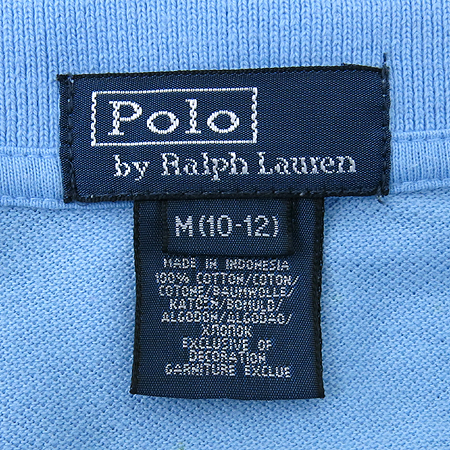 Polo
by Ralph Lauren
M (10-12)
MADE IN INDONESIA
100% COTTON/COTON/
COTONE/BAUMWOLLE/
KATOEN/BOMULD/
ALGODON/ALGODAO/
ХЛОПОК
EXCLUSIVE OF
DECORATION
GARNITURE EXCLUE